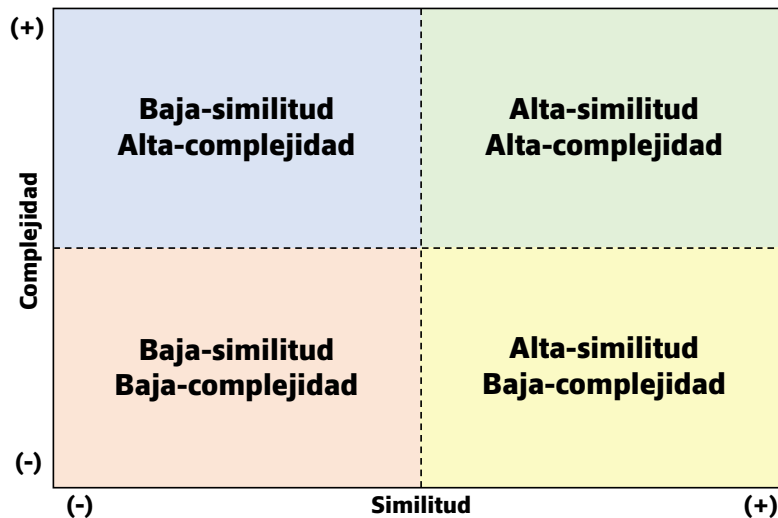 (+)
Baja-similitud
Alta-complejidad
Alta-similitud
Alta-complejidad
Complejidad
Baja-similitud
Baja-complejidad
Alta-similitud
Baja-complejidad
(-)
(-)
Similitud
(+)